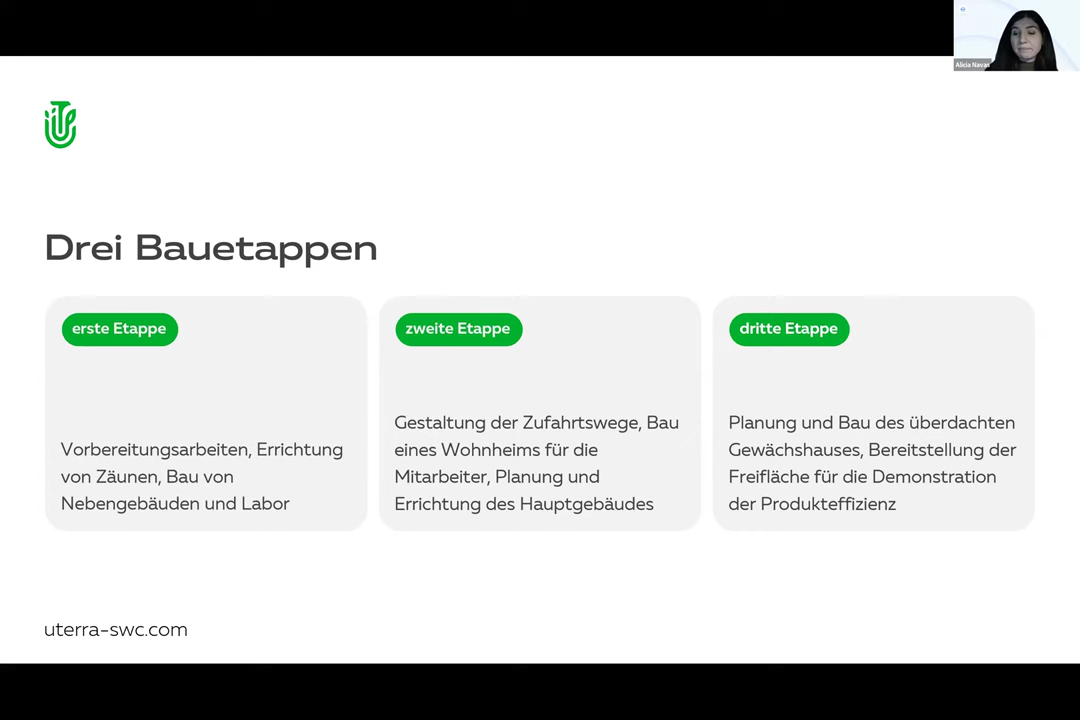 Alicia Navas
Drei Bauetappen
erste Etappe
Vorbereitungsarbeiten, Errichtung
von Zäunen, Bau von
Nebengebäuden und Labor
zweite Etappe
Gestaltung der Zufahrtswege, Bau
eines Wohnheims für die
Mitarbeiter, Planung und
Errichtung des Hauptgebäudes
dritte Etappe
Planung und Bau des überdachten
Gewächshauses, Bereitstellung der
Freifläche für die Demonstration
der Produkteffizienz
uterra-swc.com